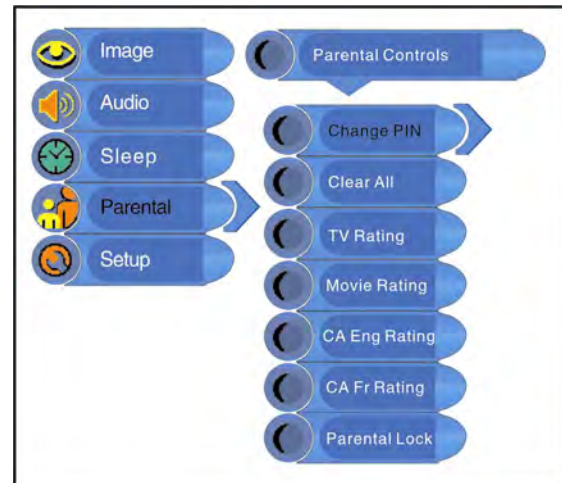 Image
Audio
Sleep
Parental
Setup
Parental Controls
Change PIN
Clear All
TV Rating
Movie Rating
CA Eng Rating
CA Fr Rating
Parental Lock